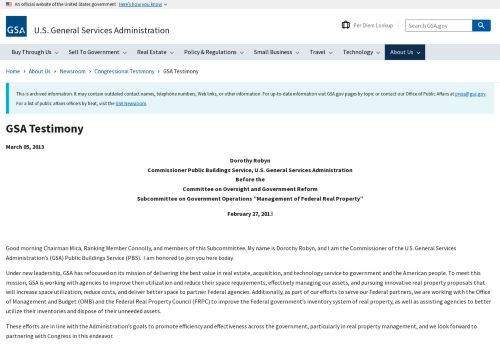 An official website of the United States government Here's how you know
GSA U.S. General Services Administration
Per Diem Lookup
Search GSA.gov
Buy Through Us Sell To Government Real Estate Policy & Regulations Small Business Travel Technology About Us
Home › About Us › Newsroom › Congressional Testimony › GSA Testimony
This is archived information. It may contain outdated contact names, telephone numbers, Web links, or other information. For up-to-date information visit GSA.gov pages by topic or contact our Office of Public Affairs at press@gsa.gov.
For a list of public affairs officers by beat, visit the GSA Newsroom.
GSA Testimony
March 05, 2013
Dorothy Robyn
Commissioner Public Buildings Service, U.S. General Services Administration
Before the
Committee on Oversight and Government Reform
Subcommittee on Government Operations "Management of Federal Real Property"
February 27, 2013
Good morning Chairman Mica, Ranking Member Connolly, and members of this Subcommittee. My name is Dorothy Robyn, and I am the Commissioner of the U.S. General Services
Administration's (GSA) Public Buildings Service (PBS). I am honored to join you here today.
Under new leadership, GSA has refocused on its mission of delivering the best value in real estate, acquisition, and technology service to government and the American people. To meet this
mission, GSA is working with agencies to improve their utilization and reduce their space requirements, effectively managing our assets, and pursuing innovative real property proposals that
will increase space utilization, reduce costs, and deliver better space to partner Federal agencies. Additionally, as part of our efforts to serve our Federal partners, we are working with the Office
of Management and Budget (OMB) and the Federal Real Property Council (FRPC) to improve the Federal government's inventory system of real property, as well as assisting agencies to better
utilize their inventories and dispose of their unneeded assets.
These efforts are in line with the Administration's goals to promote efficiency and effectiveness across the government, particularly in real property management, and we look forward to
partnering with Congress in this endeavor.